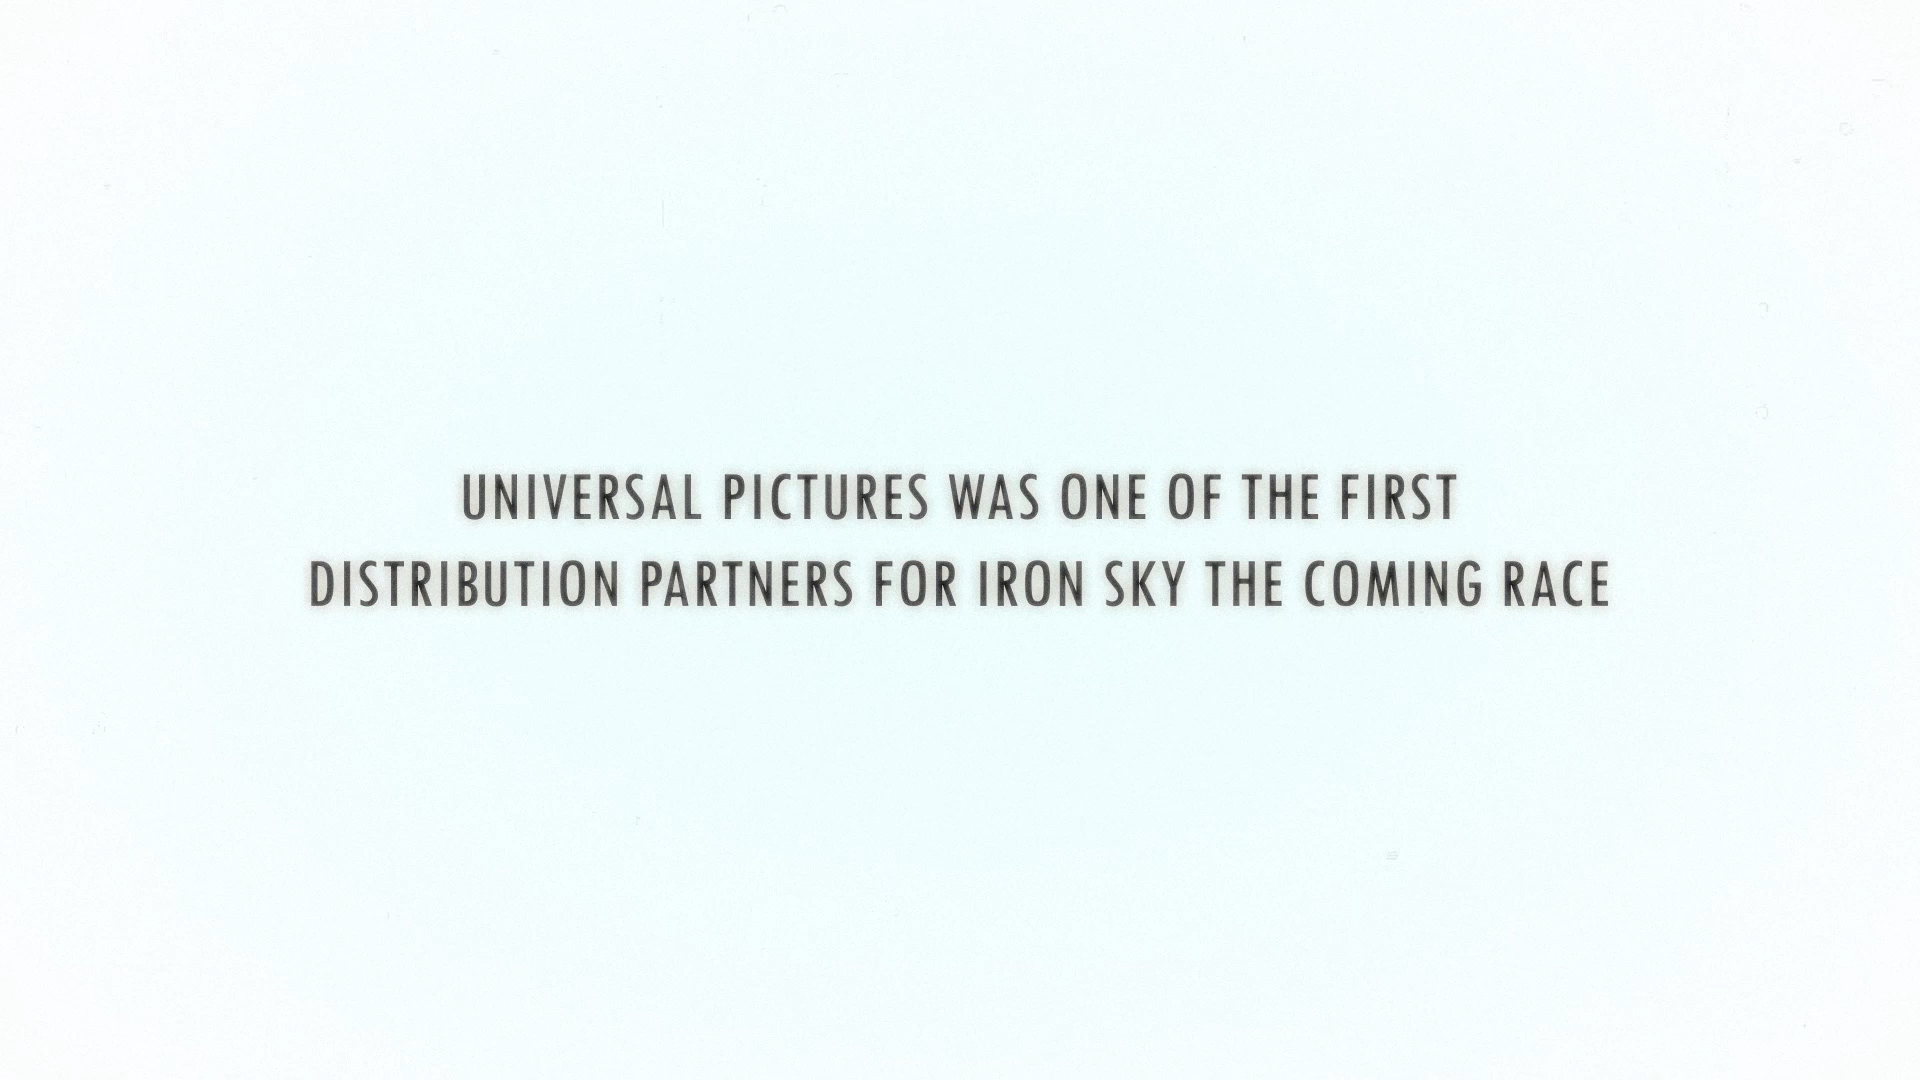 UNIVERSAL PICTURES WAS ONE OF THE FIRST
DISTRIBUTION PARTNERS FOR IRON SKY THE COMING RACE